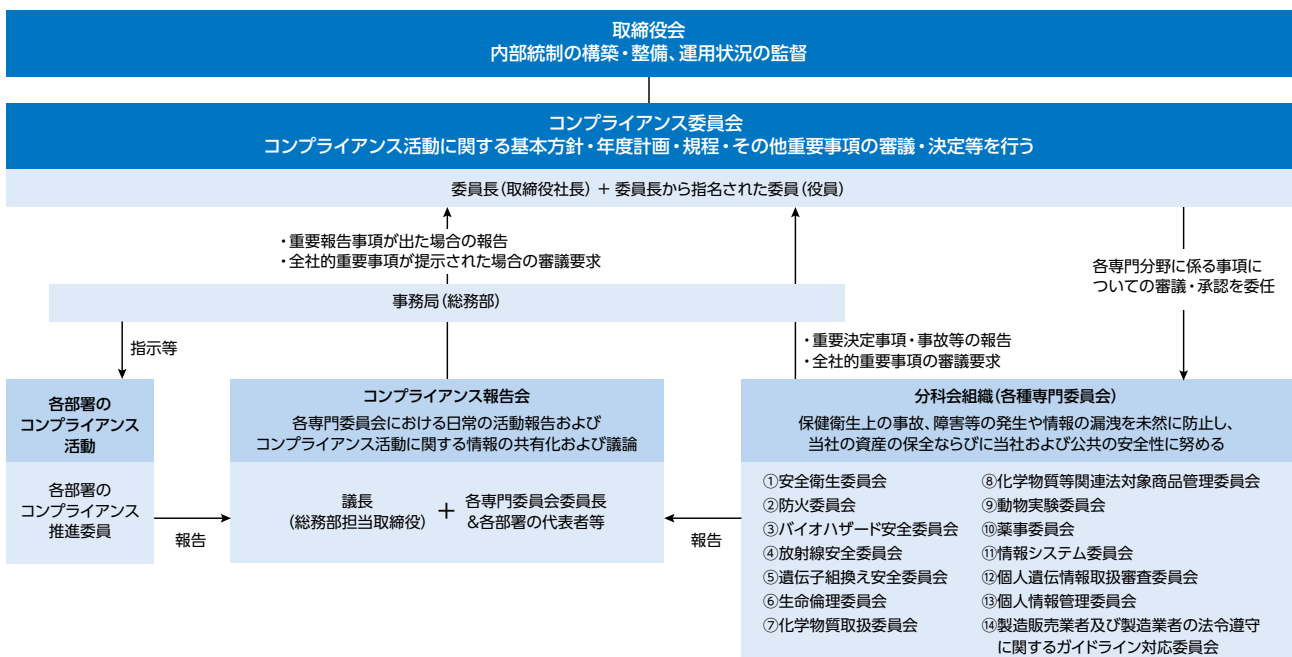 取締役会
内部統制の構築・整備、運用状況の監督
コンプライアンス委員会
コンプライアンス活動に関する基本方針・年度計画・規程・その他重要事項の審議・決定等を行う
委員長（取締役社長） ＋ 委員長から指名された委員（役員）
・重要報告事項が出た場合の報告
・全社的重要事項が提示された場合の審議要求
各専門分野に係る事項に
ついての審議・承認を委任
事務局（総務部）
指示等
・重要決定事項・事故等の報告
・全社的重要事項の審議要求
各部署の
コンプライアンス
活動
各部署の
コンプライアンス
推進委員
報告
コンプライアンス報告会
各専門委員会における日常の活動報告および
コンプライアンス活動に関する情報の共有化および議論
議長
（総務部担当取締役）
＋
各専門委員会委員長
＆各部署の代表者等
報告
分科会組織（各種専門委員会）
保健衛生上の事故、障害等の発生や情報の漏洩を未然に防止し、
当社の資産の保全ならびに当社および公共の安全性に努める
①安全衛生委員会
②防火委員会
③バイオハザード安全委員会
④放射線安全委員会
⑤遺伝子組換え安全委員会
⑥生命倫理委員会
⑦化学物質取扱委員会
⑧化学物質等関連法対象商品管理委員会
⑨動物実験委員会
⑩薬事委員会
⑪情報システム委員会
⑫個人遺伝情報取扱審査委員会
⑬個人情報管理委員会
⑭製造販売業者及び製造業者の法令遵守
に関するガイドライン対応委員会